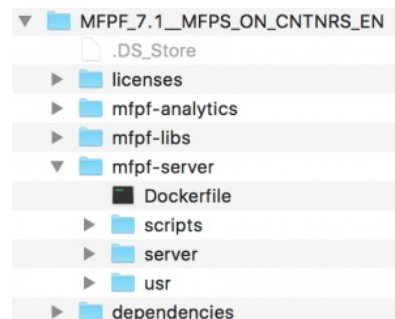 MFPF_7.1__MFPS_ON_CNTNRS_EN
.DS_Store
licenses
mfpf-analytics
mfpf-libs
mfpf-server
Dockerfile
scripts
server
usr
dependencies